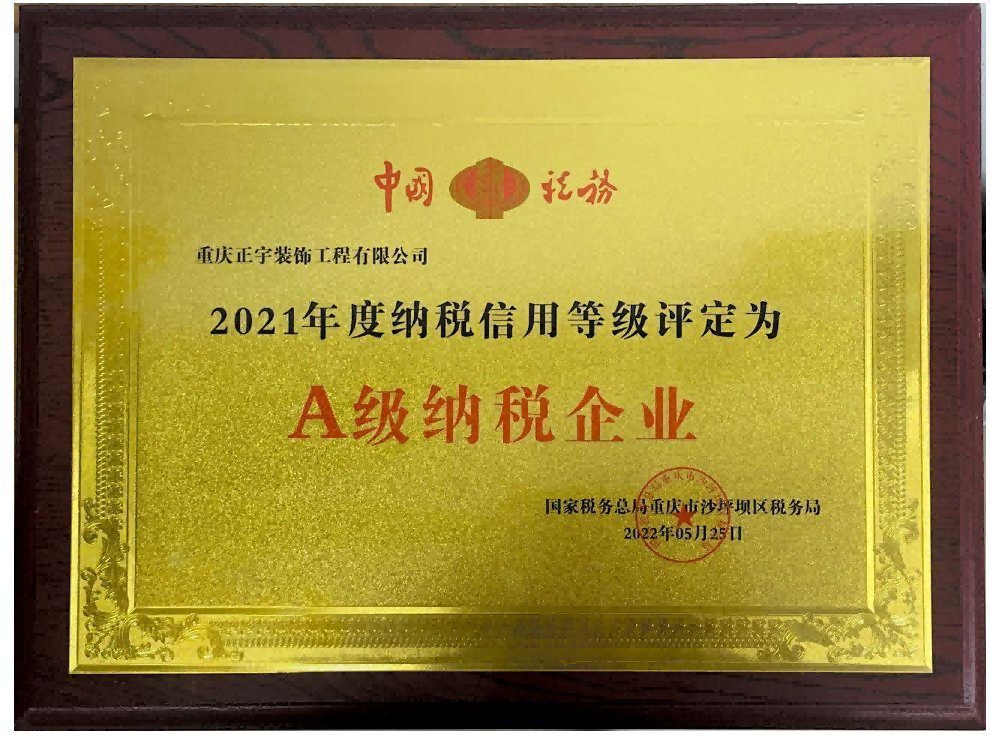 中国 税务
重庆正宇装饰工程有限公司
2021年度纳税信用等级评定为
A级纳税企业
国家税务总局重庆市沙坪坝区税务局
2022年05月25日